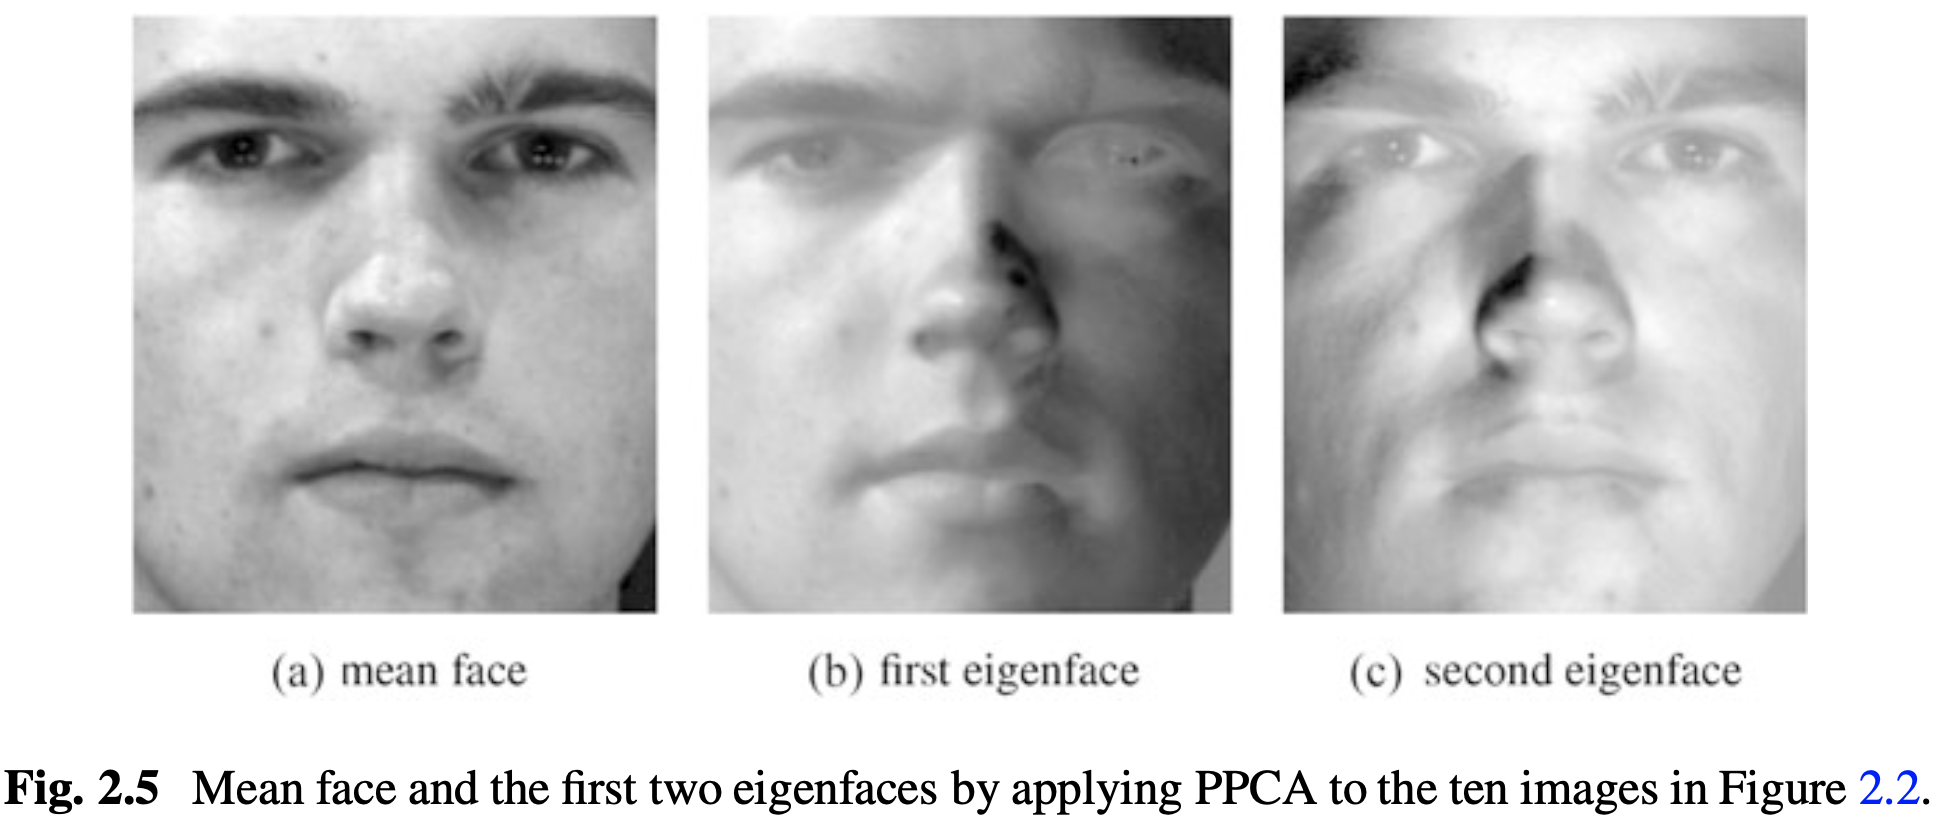 (a) mean face
(b) first eigenface
(c) second eigenface
Fig. 2.5 Mean face and the first two eigenfaces by applying PPCA to the ten images in Figure 2.2.